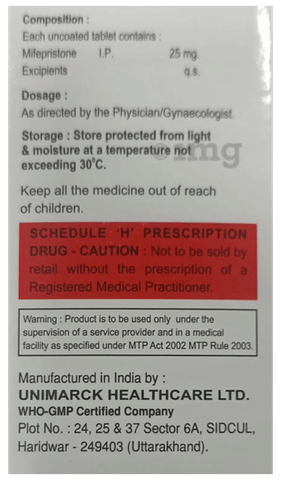 Composition :
Each uncoated tablet contains :
Mifepristone I.P. 25 mg.
Excipients q.s.
Dosage :
As directed by the Physician/Gynaecologist.
Storage : Store protected from light
& moisture at a temperature not
exceeding 30°C.
Keep all the medicine out of reach
of children.
SCHEDULE 'H' PRESCRIPTION
DRUG - CAUTION : Not to be sold by
retail without the prescription of a
Registered Medical Practitioner.
Warning : Product is to be used only under the
supervision of a service provider and in a medical
facility as specified under MTP Act 2002 MTP Rule 2003.
Manufactured in India by :
UNIMARCK HEALTHCARE LTD.
WHO-GMP Certified Company
Plot No. : 24, 25 & 37 Sector 6A, SIDCUL,
Haridwar - 249403 (Uttarakhand).